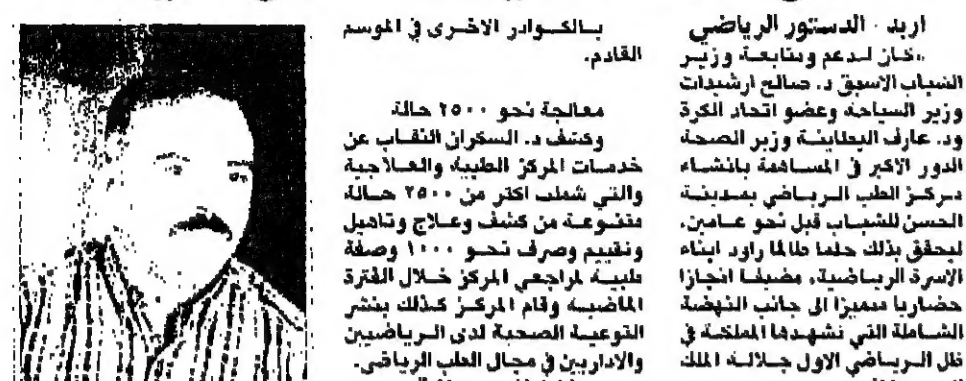 اربد - الدستور الرياضي
«كان لدعم ومتابعة وزير
الشباب الاسبق د. صالح ارشيدات
وزير السياحة وعضو اتحاد الكرة
ود. عارف البطاينة وزير الصحة
الدور الاكبر في المساهمة بانشاء
مركز الطب الرياضي بمدينة
الحسن للشباب قبل نحو عامين.
ليحقق بذلك حلما طالما راود ابناء
الاسرة الرياضية، مضيفا انجازا
حضاريا مميزا الى جانب النهضة
الشاملة التي تشهدها المملكة في
ظل الرياضي الاول جلالة الملك
بالكوادر الاخرى في الموسم
القادم.
معالجة نحو ٢٥٠٠ حالة
وكشف د. السكران النقاب عن
خدمات المركز الطبية والعلاجية
والتي شملت اكثر من ٢٥٠٠ حالة
متنوعة من كشف وعلاج وتاهيل
وتقييم وصرف نحو ١٠٠٠ وصفة
طبية لمراجعي المركز خلال الفترة
الماضية وقام المركز كذلك بنشر
التوعية الصحية لدى الرياضيين
والاداريين في مجال الطب الرياضي.